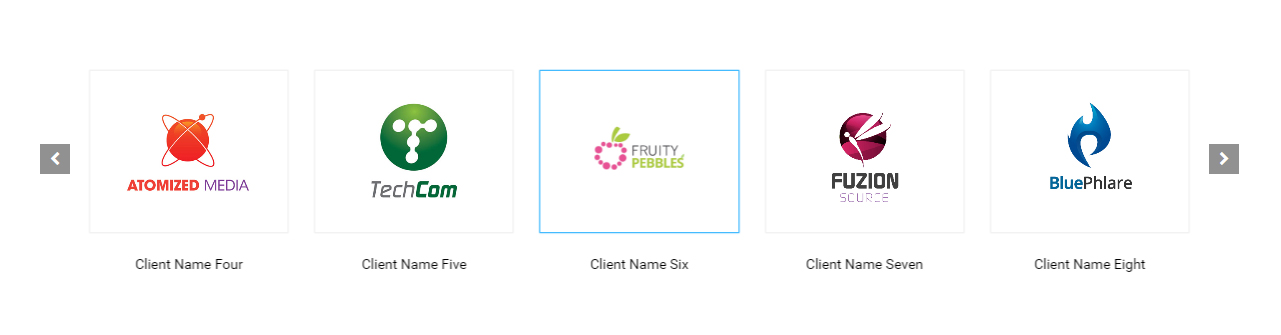 ATOMIZED MEDIA
TechCom
FRUITY
PEBBLES
FUZION
SOURCE
BluePhlare
Client Name Four
Client Name Five
Client Name Six
Client Name Seven
Client Name Eight